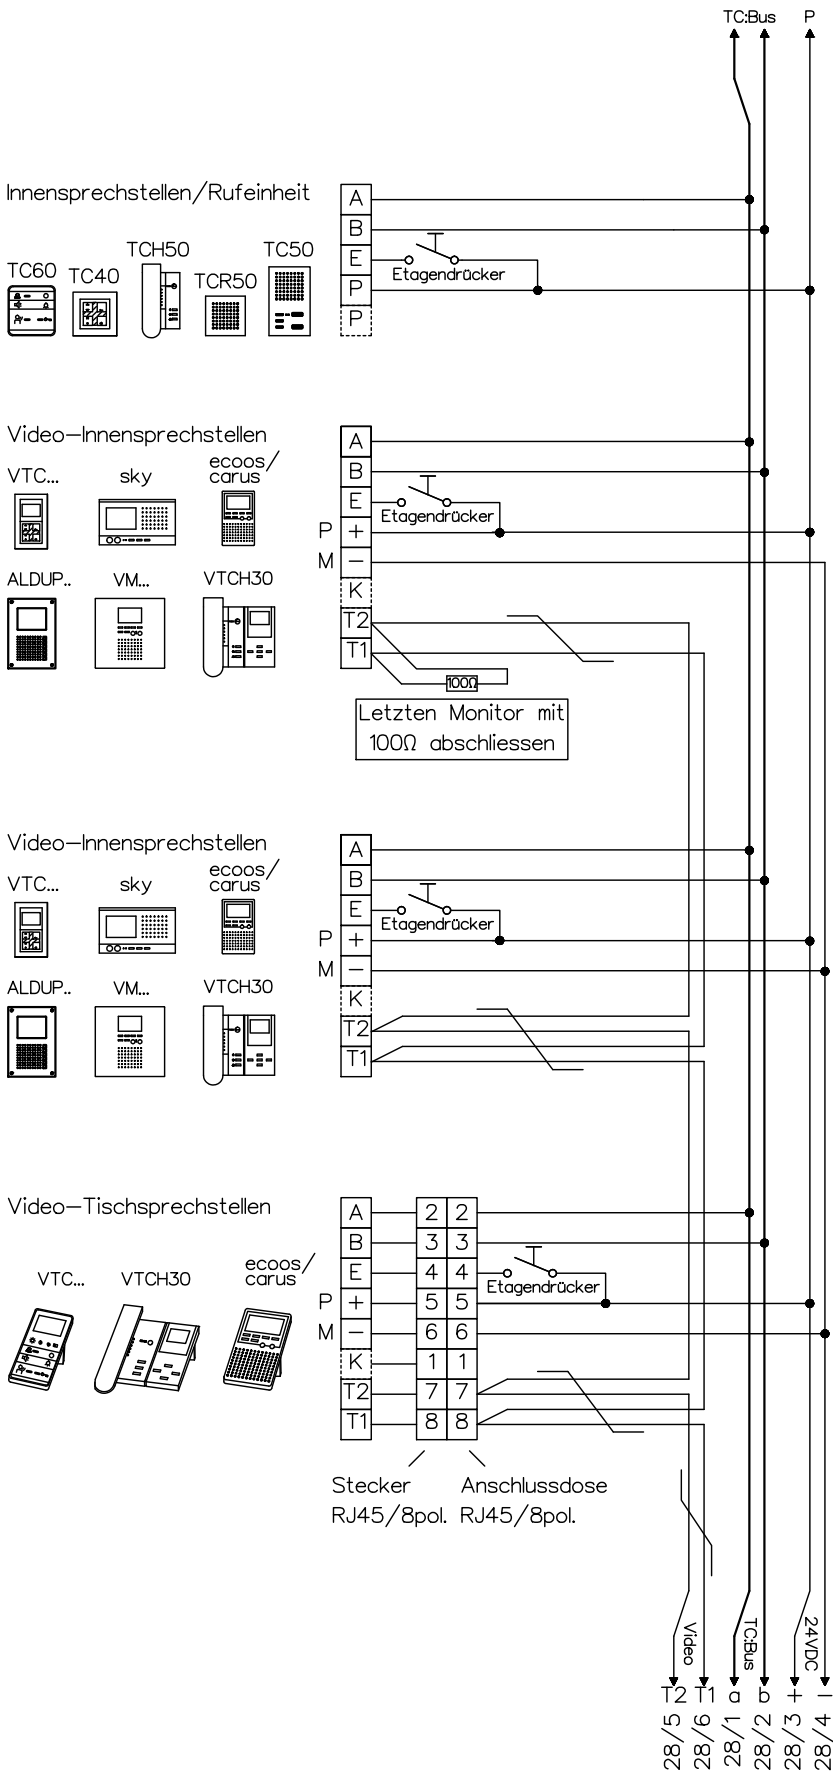 TC:Bus P
Innensprechstellen/Rufeinheit
TC60 TC40 TCH50 TCR50 TC50
A
B
E
P
P
Etagendrücker
Video-Innensprechstellen
VTC... sky ecoos/
carus
ALDUP.. VM... VTCH30
A
B
E
P +
M -
K
T2
T1
Etagendrücker
100Ω
Letzten Monitor mit
100Ω abschliessen
Video-Innensprechstellen
VTC... sky ecoos/
carus
ALDUP.. VM... VTCH30
A
B
E
P +
M -
K
T2
T1
Etagendrücker
Video-Tischsprechstellen
VTC... VTCH30 ecoos/
carus
A 2 2
B 3 3
E 4 4
P + 5 5
M - 6 6
K 1 1
T2 7 7
T1 8 8
Etagendrücker
Stecker
RJ45/8pol.
Anschlussdose
RJ45/8pol.
Video
TC:Bus
24VDC
28/5 T2
28/6 T1
28/1 a
28/2 b
28/3 +
28/4 -